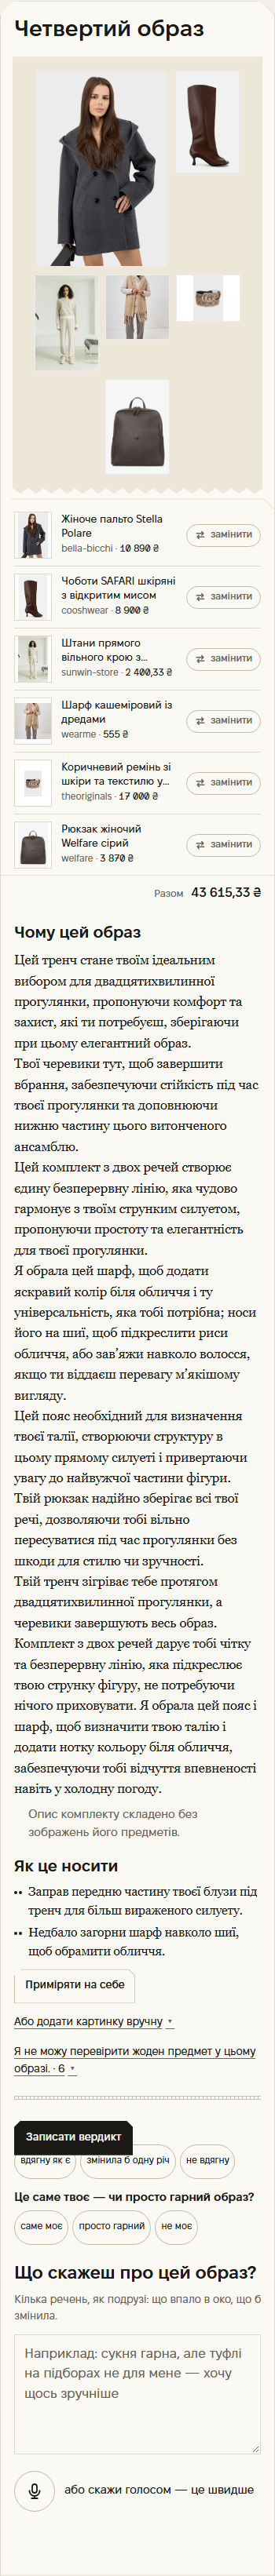 Четвертий образ
Жіноче пальто Stella
Polare
bella-bicchi · 10 890 ₴
замінити
Чоботи SAFARI шкіряні
з відкритим мисом
cooshwear · 8 900 ₴
замінити
Штани прямого
вільного крою з…
sunwin-store · 2 400,33 ₴
замінити
Шарф кашеміровий із
дредами
wearme · 555 ₴
замінити
Коричневий ремінь зі
шкіри та текстилю у…
theoriginals · 17 000 ₴
замінити
Рюкзак жіночий
Welfare сірий
welfare · 3 870 ₴
замінити
Разом 43 615,33 ₴
Чому цей образ
Цей тренч стане твоїм ідеальним
вибором для двадцятихвилинної
прогулянки, пропонуючи комфорт та
захист, які ти потребуєш, зберігаючи
при цьому елегантний образ.
Твої черевики тут, щоб завершити
вбрання, забезпечуючи стійкість під час
твоєї прогулянки та доповнюючи
нижню частину цього витонченого
ансамблю.
Цей комплект з двох речей створює
єдину безперервну лінію, яка чудово
гармонує з твоїм струнким силуетом,
пропонуючи простоту та елегантність
для твоєї прогулянки.
Я обрала цей шарф, щоб додати
яскравий колір біля обличчя і ту
універсальність, яка тобі потрібна; носи
його на шиї, щоб підкреслити риси
обличчя, або зав’яжи навколо волосся,
якщо ти віддаєш перевагу м’якішому
вигляду.
Цей пояс необхідний для визначення
твоєї талії, створюючи структуру в
цьому прямому силуеті і привертаючи
увагу до найвужчої частини фігури.
Твій рюкзак надійно зберігає всі твої
речі, дозволяючи тобі вільно
пересуватися під час прогулянки без
шкоди для стилю чи зручності.
Твій тренч зігріває тебе протягом
двадцятихвилинної прогулянки, а
черевики завершують весь образ.
Комплект з двох речей дарує тобі чітку
та безперервну лінію, яка підкреслює
твою струнку фігуру, не потребуючи
нічого приховувати. Я обрала цей пояс і
шарф, щоб визначити твою талію і
додати нотку кольору біля обличчя,
забезпечуючи тобі відчуття впевненості
навіть у холодну погоду.
Опис комплекту складено без
зображень його предметів.
Як це носити
Заправ передню частину твоєї блузи під
тренч для більш вираженого силуету.
Недбало загорни шарф навколо шиї,
щоб обрамити обличчя.
Приміряти на себе
Або додати картинку вручну
Я не можу перевірити жоден предмет у цьому
образі. · 6
Записати вердикт
вдягну як є
змінила б одну річ
не вдягну
Це саме твоє — чи просто гарний образ?
саме моє
просто гарний
не моє
Що скажеш про цей образ?
Кілька речень, як подрузі: що впало в око, що б
змінила.
Наприклад: сукня гарна, але туфлі
на підборах не для мене — хочу
щось зручніше
або скажи голосом — це швидше